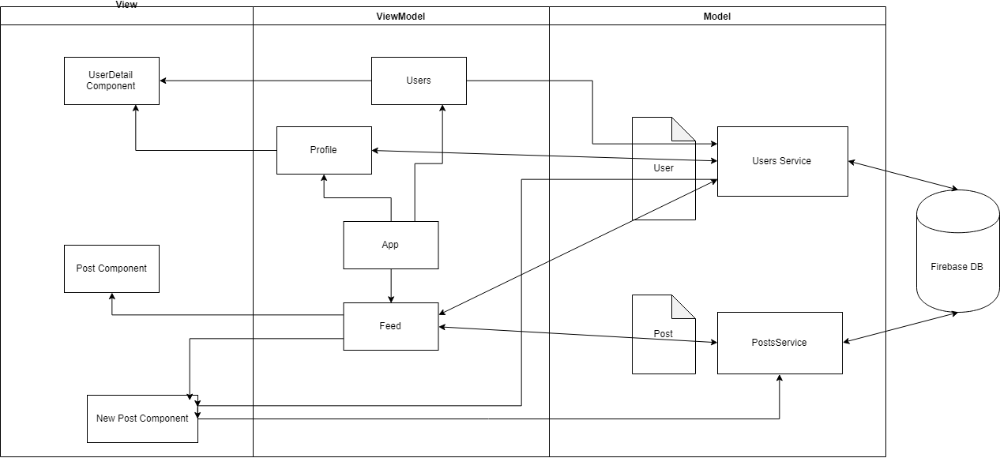 View
ViewModel
Model
UserDetail
Component
Users
Profile
User
Users Service
App
Post Component
Firebase DB
Feed
Post
PostsService
New Post Component